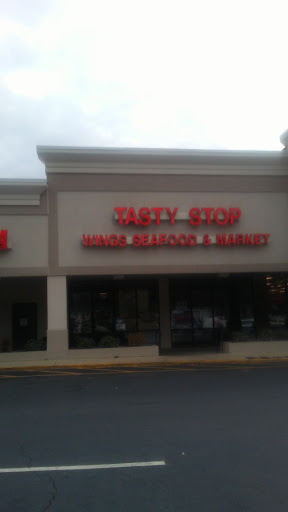 TASTY STOP
WINGS SEAFOOD & MARKET